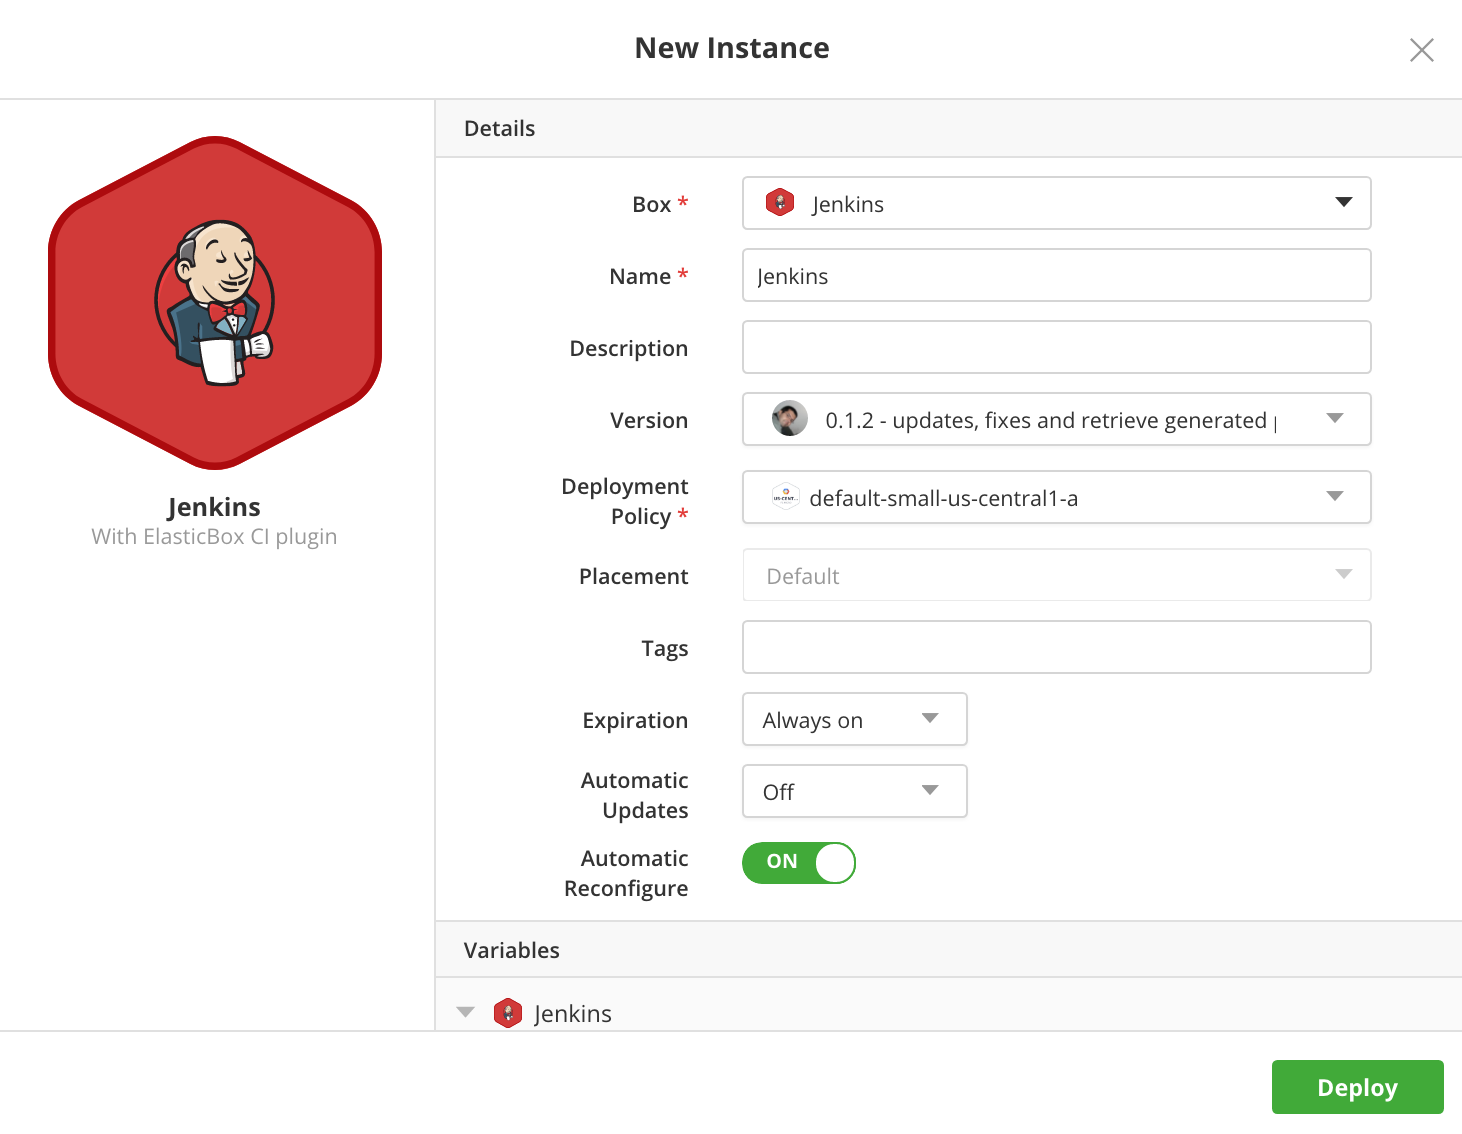 New Instance
Details
Jenkins
With ElasticBox CI plugin
Box *
Jenkins
Name *
Jenkins
Description
Version
0.1.2 - updates, fixes and retrieve generated
Deployment
Policy *
default-small-us-central1-a
Placement
Default
Tags
Expiration
Always on
Automatic
Updates
Off
Automatic
Reconfigure
ON
Variables
Jenkins
Deploy